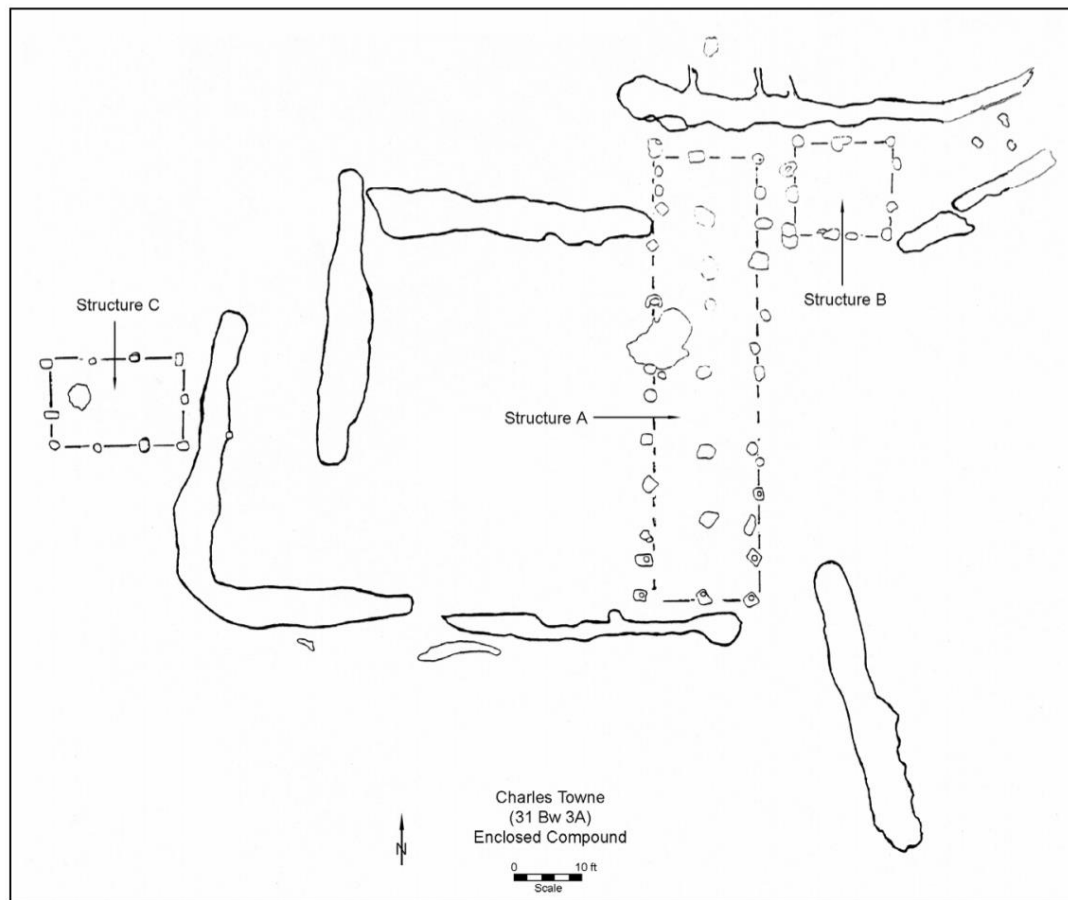 Structure C
Structure B
Structure A
Charles Towne
(31 Bw 3A)
Enclosed Compound
N
0 10 ft
Scale